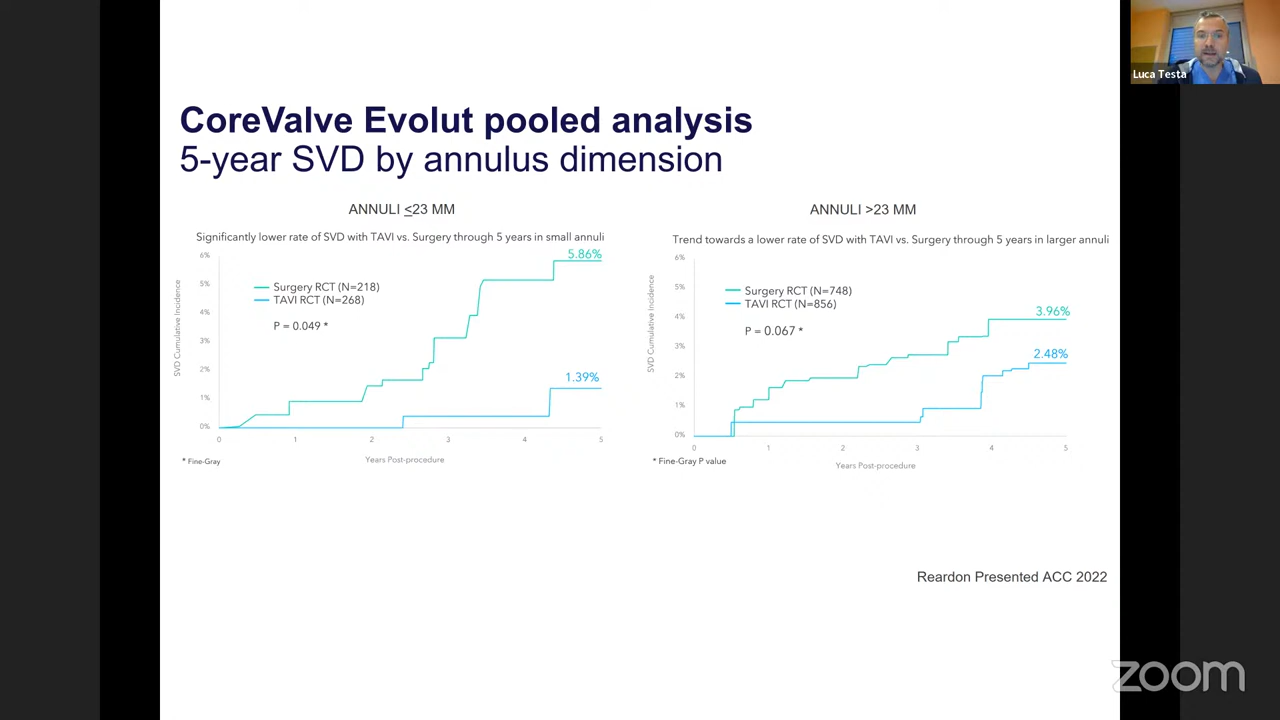 Luca Testa
CoreValve Evolut pooled analysis
5-year SVD by annulus dimension
ANNULI ≤23 MM
Significantly lower rate of SVD with TAVI vs. Surgery through 5 years in small annuli
SVD Cumulative Incidence
6%
5%
4%
3%
2%
1%
0%
Surgery RCT (N=218)
TAVI RCT (N=268)
P = 0.049 *
5.86%
1.39%
0
1
2
3
4
5
Years Post-procedure
* Fine-Gray
ANNULI >23 MM
Trend towards a lower rate of SVD with TAVI vs. Surgery through 5 years in larger annuli
SVD Cumulative Incidence
6%
5%
4%
3%
2%
1%
0%
Surgery RCT (N=748)
TAVI RCT (N=856)
P = 0.067 *
3.96%
2.48%
0
1
2
3
4
5
Years Post-procedure
* Fine-Gray P value
Reardon Presented ACC 2022
zoom